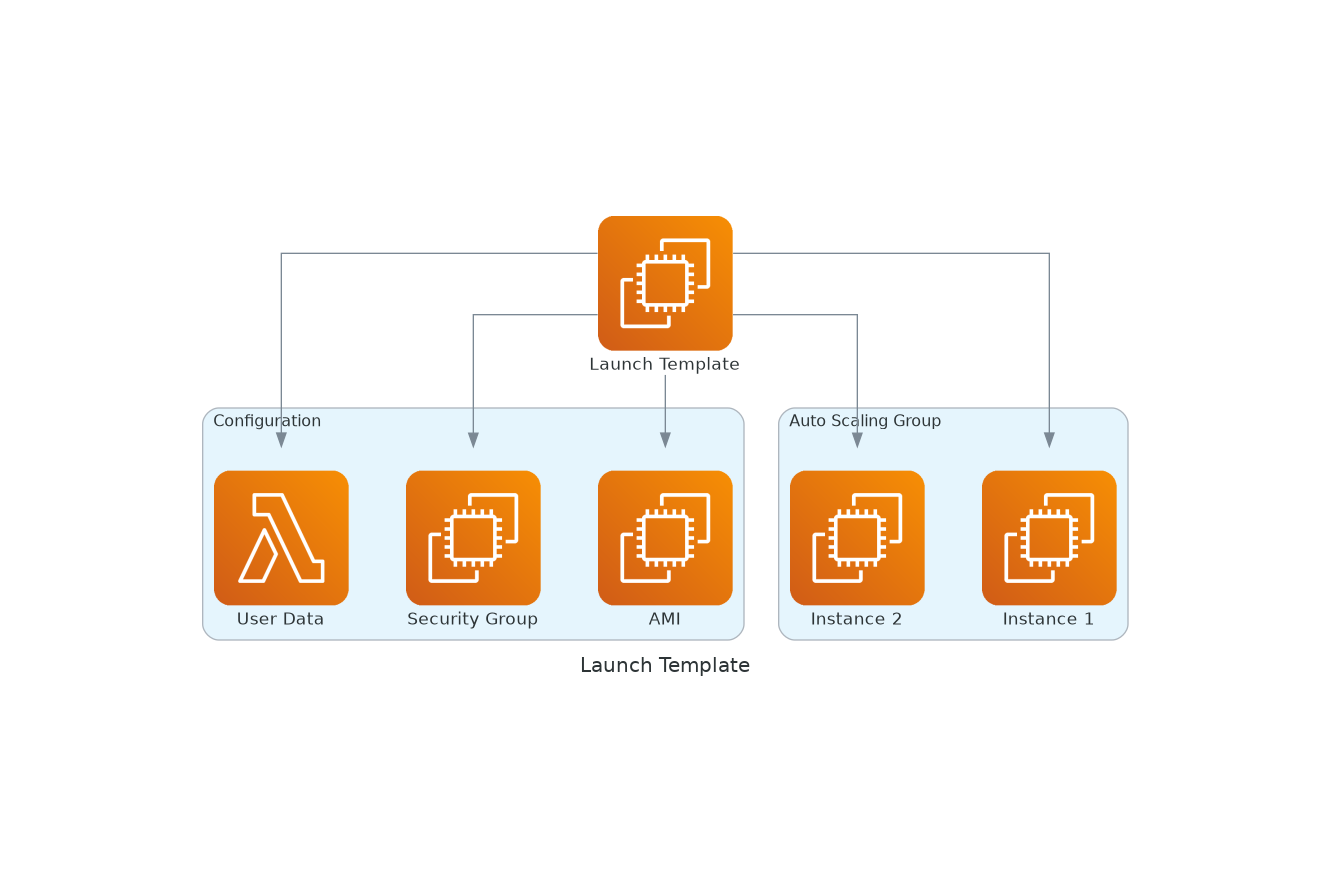 Launch Template
Configuration
Auto Scaling Group
User Data
Security Group
AMI
Instance 2
Instance 1
Launch Template